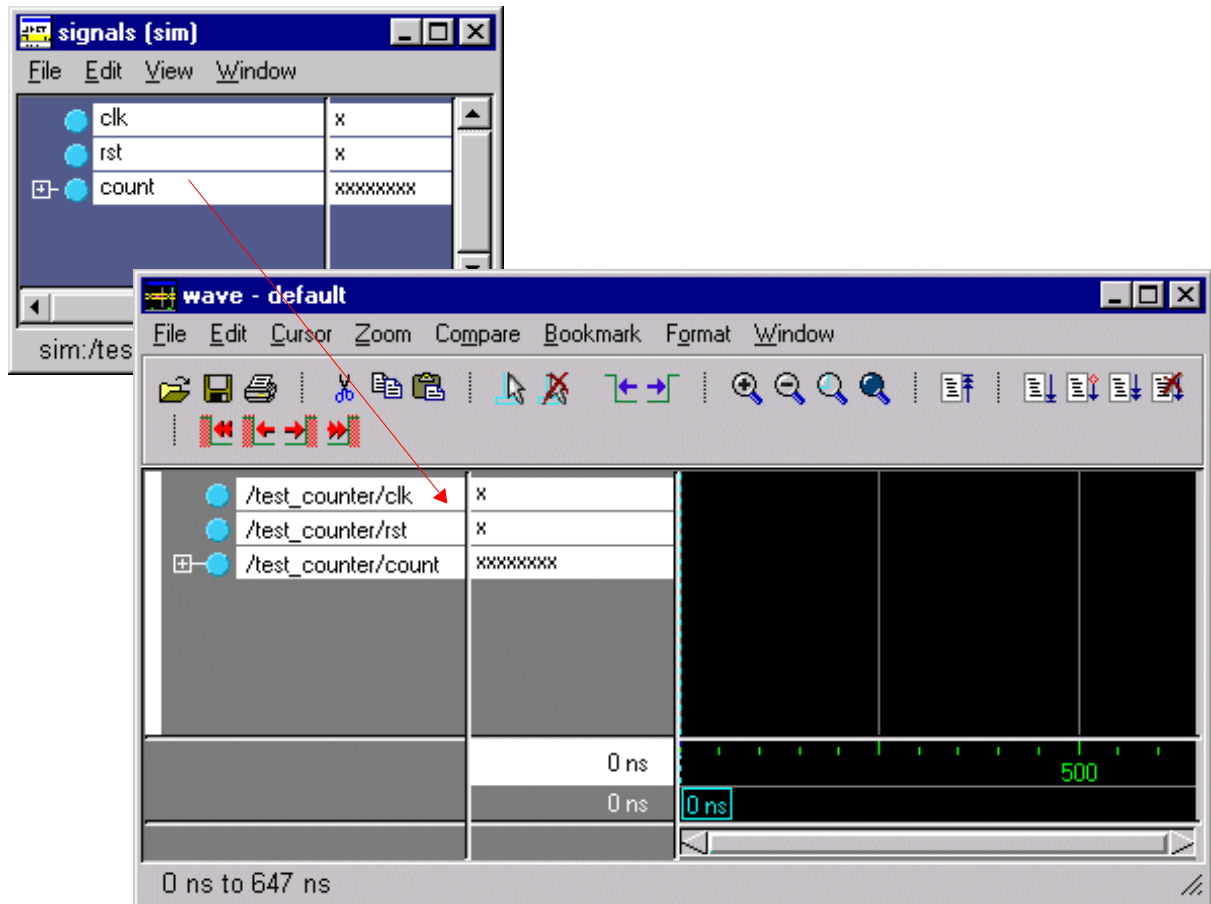 signals (sim)
File Edit View Window
clk x
rst x
count xxxxxxxx
sim:/tes
wave - default
File Edit Cursor Zoom Compare Bookmark Format Window
/test_counter/clk x
/test_counter/rst x
/test_counter/count xxxxxxxx
0 ns
500
0 ns 0 ns
0 ns to 647 ns